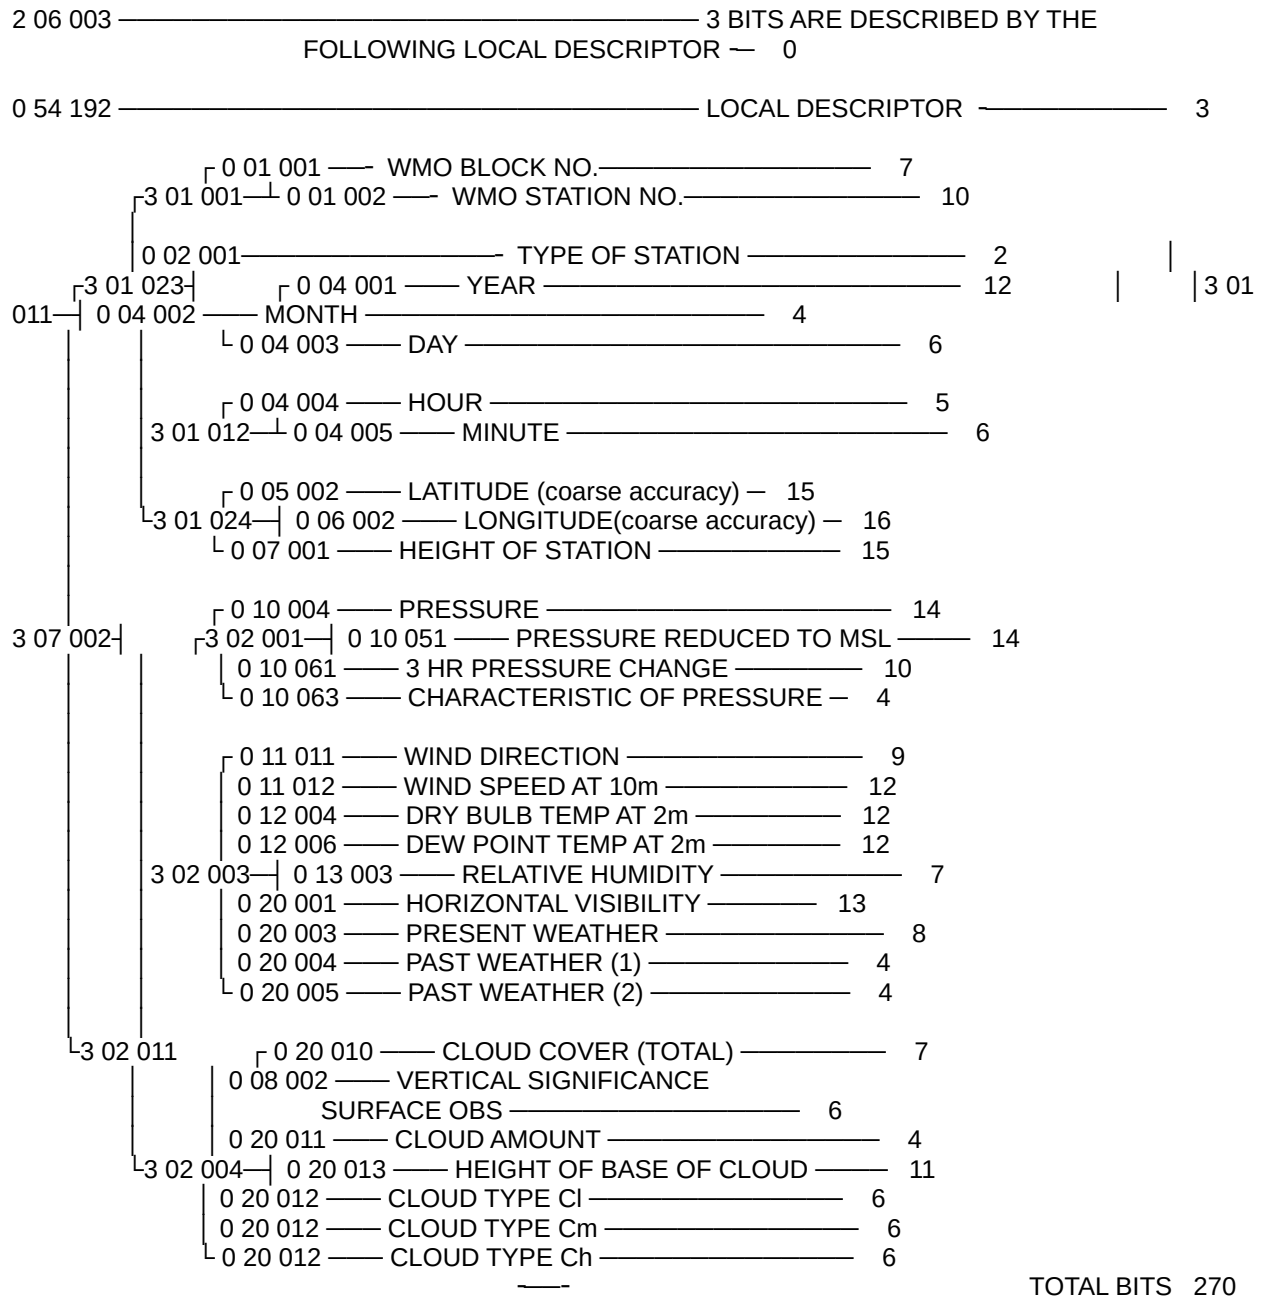 2 06 003 ──────────────── 3 BITS ARE DESCRIBED BY THE
FOLLOWING LOCAL DESCRIPTOR -─ 0
0 54 192 ──────────────── LOCAL DESCRIPTOR -───── 3
┌ 0 01 001 ──- WMO BLOCK NO.─────── 7
┌3 01 001─┴ 0 01 002 ──- WMO STATION NO.────── 10
│
│0 02 001───────- TYPE OF STATION ────── 2 │
┌3 01 023┤ ┌ 0 04 001 ── YEAR ─────────── 12 │ │3 01
011─┤ 0 04 002 ── MONTH ─────────── 4
│ │ └ 0 04 003 ── DAY ─────────── 6
│ │
│ │ ┌ 0 04 004 ── HOUR ─────────── 5
│ │3 01 012─┴ 0 04 005 ── MINUTE ────────── 6
│ │
│ │ ┌ 0 05 002 ── LATITUDE (coarse accuracy) ─ 15
│ └3 01 024─┤ 0 06 002 ── LONGITUDE(coarse accuracy) ─ 16
│ └ 0 07 001 ── HEIGHT OF STATION ───── 15
│
│ ┌ 0 10 004 ── PRESSURE ───────── 14
3 07 002┤ ┌3 02 001─┤ 0 10 051 ── PRESSURE REDUCED TO MSL ── 14
│ │ │ 0 10 061 ── 3 HR PRESSURE CHANGE ─── 10
│ │ └ 0 10 063 ── CHARACTERISTIC OF PRESSURE ─ 4
│ │
│ │ ┌ 0 11 011 ── WIND DIRECTION ────── 9
│ │ │ 0 11 012 ── WIND SPEED AT 10m ───── 12
│ │ │ 0 12 004 ── DRY BULB TEMP AT 2m ──── 12
│ │ │ 0 12 006 ── DEW POINT TEMP AT 2m ─── 12
│ │3 02 003─┤ 0 13 003 ── RELATIVE HUMIDITY ───── 7
│ │ │ 0 20 001 ── HORIZONTAL VISIBILITY ─── 13
│ │ │ 0 20 003 ── PRESENT WEATHER ────── 8
│ │ │ 0 20 004 ── PAST WEATHER (1) ───── 4
│ │ └ 0 20 005 ── PAST WEATHER (2) ───── 4
│ │
└3 02 011 ┌ 0 20 010 ── CLOUD COVER (TOTAL) ──── 7
│ │ 0 08 002 ── VERTICAL SIGNIFICANCE
│ │ SURFACE OBS ──────── 6
│ │ 0 20 011 ── CLOUD AMOUNT ─────── 4
└3 02 004─┤ 0 20 013 ── HEIGHT OF BASE OF CLOUD ── 11
│ 0 20 012 ── CLOUD TYPE Cl ─────── 6
│ 0 20 012 ── CLOUD TYPE Cm ─────── 6
└ 0 20 012 ── CLOUD TYPE Ch ─────── 6
-──- TOTAL BITS 270